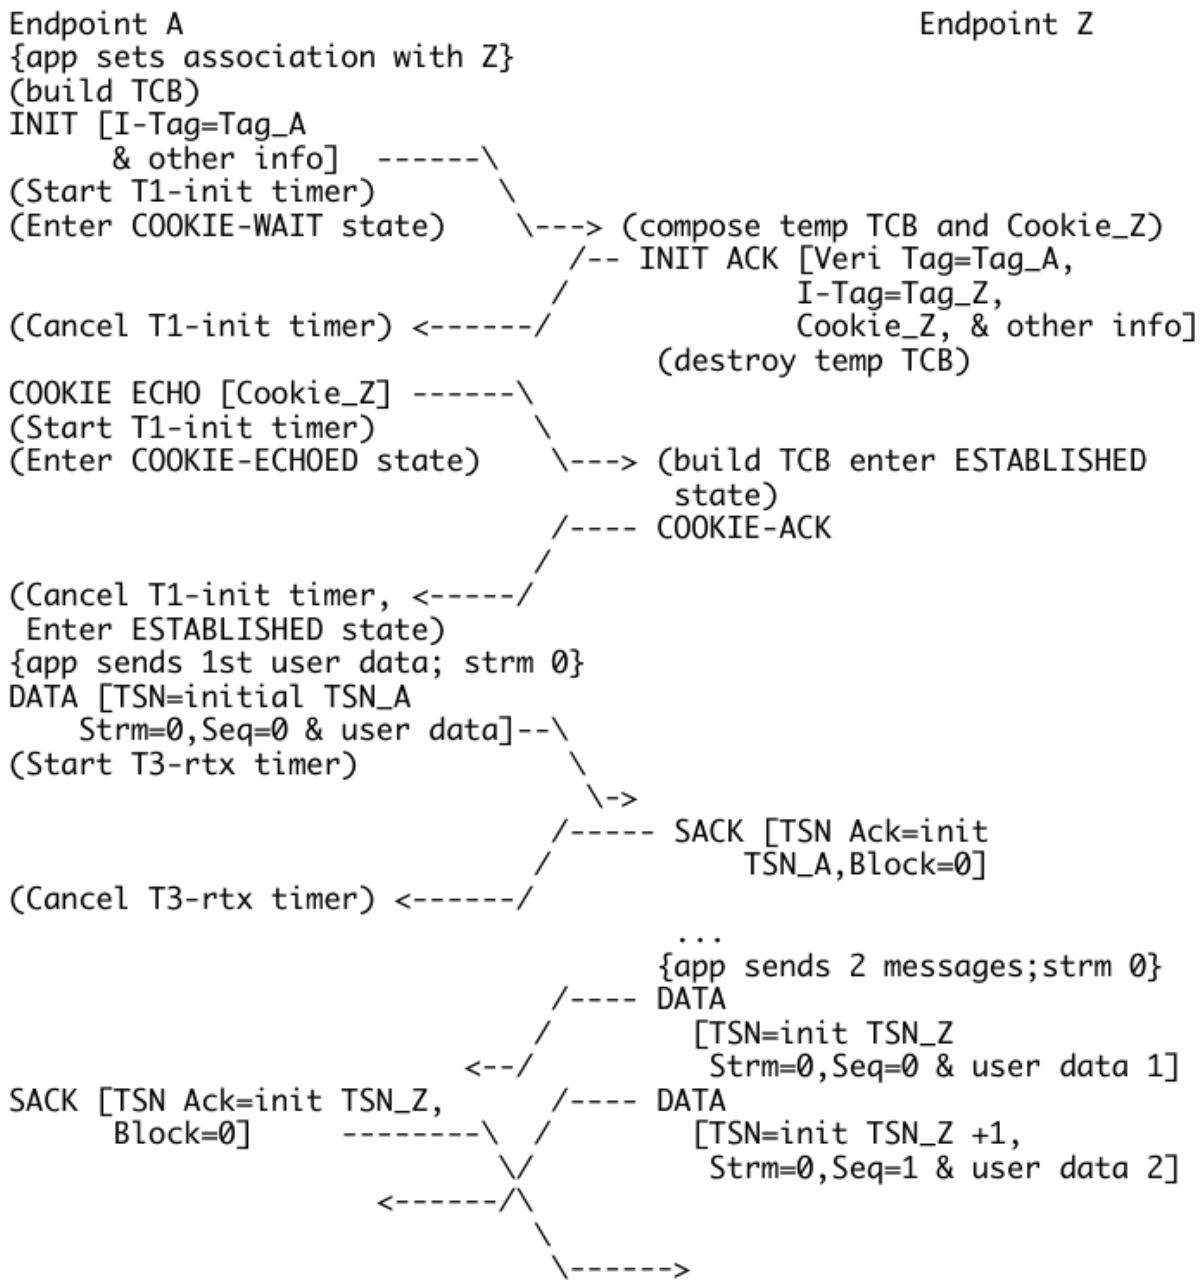 Endpoint A                                          Endpoint Z
{app sets association with Z}
(build TCB)
INIT [I-Tag=Tag_A
      & other info]  ------\
(Start T1-init timer)       \
(Enter COOKIE-WAIT state)    \---> (compose temp TCB and Cookie_Z)
                                /-- INIT ACK [Veri Tag=Tag_A,
                               /             I-Tag=Tag_Z,
(Cancel T1-init timer) <------/              Cookie_Z, & other info]
                                     (destroy temp TCB)
COOKIE ECHO [Cookie_Z] ------\
(Start T1-init timer)         \
(Enter COOKIE-ECHOED state)    \---> (build TCB enter ESTABLISHED
                                      state)
                               /---- COOKIE-ACK
                              /
(Cancel T1-init timer, <-----/
 Enter ESTABLISHED state)
{app sends 1st user data; strm 0}
DATA [TSN=initial TSN_A
    Strm=0,Seq=0 & user data]--\
(Start T3-rtx timer)            \
                                 \->
                               /----- SACK [TSN Ack=init
                              /           TSN_A,Block=0]
(Cancel T3-rtx timer) <------/
                                      ...
                                     {app sends 2 messages;strm 0}
                               /---- DATA
                              /        [TSN=init TSN_Z
                          <--/          Strm=0,Seq=0 & user data 1]
SACK [TSN Ack=init TSN_Z,      /---- DATA
      Block=0]     --------\  /        [TSN=init TSN_Z +1,
                            \/          Strm=0,Seq=1 & user data 2]
                     <------/\
                              \
                               \------>